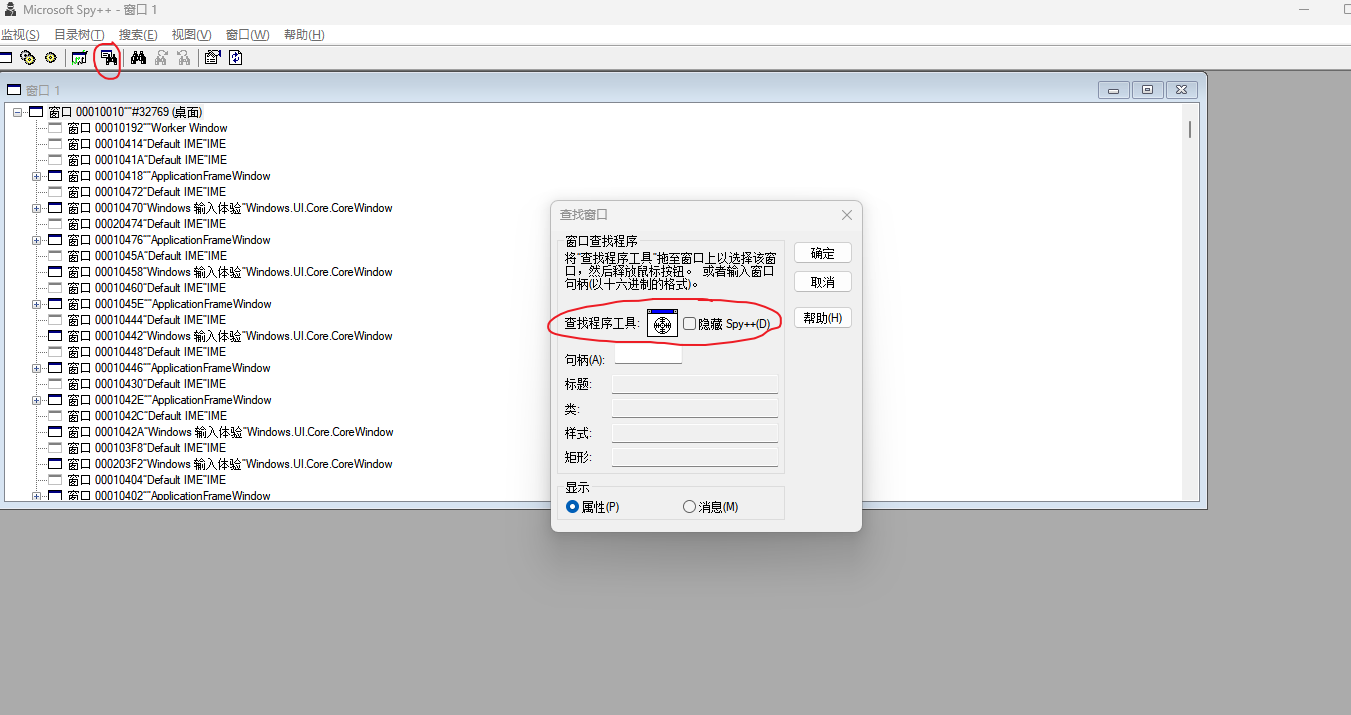 Microsoft Spy++ - 窗口 1
监视(S) 目录树(T) 搜索(E) 视图(V) 窗口(W) 帮助(H)
窗口 1
窗口 00010010""#32769 (桌面)
窗口 00010192""Worker Window
窗口 00010414"Default IME"IME
窗口 0001041A"Default IME"IME
窗口 00010418""ApplicationFrameWindow
窗口 00010472"Default IME"IME
窗口 00010470"Windows 输入体验"Windows.UI.Core.CoreWindow
窗口 00020474"Default IME"IME
窗口 00010476""ApplicationFrameWindow
窗口 0001045A"Default IME"IME
窗口 00010458"Windows 输入体验"Windows.UI.Core.CoreWindow
窗口 00010460"Default IME"IME
窗口 0001045E""ApplicationFrameWindow
窗口 00010444"Default IME"IME
窗口 00010442"Windows 输入体验"Windows.UI.Core.CoreWindow
窗口 00010448"Default IME"IME
窗口 00010446""ApplicationFrameWindow
窗口 00010430"Default IME"IME
窗口 0001042E""ApplicationFrameWindow
窗口 0001042C"Default IME"IME
窗口 0001042A"Windows 输入体验"Windows.UI.Core.CoreWindow
窗口 000103F8"Default IME"IME
窗口 000203F2"Windows 输入体验"Windows.UI.Core.CoreWindow
窗口 00010404"Default IME"IME
窗口 00010402""ApplicationFrameWindow
查找窗口
窗口查找程序
将"查找程序工具"拖至窗口上以选择该窗
口，然后释放鼠标按钮。 或者输入窗口
句柄(以十六进制的格式)。
查找程序工具: 隐藏 Spy++(D)
句柄(A):
标题:
类:
样式:
矩形:
显示
属性(P) 消息(M)
确定
取消
帮助(H)